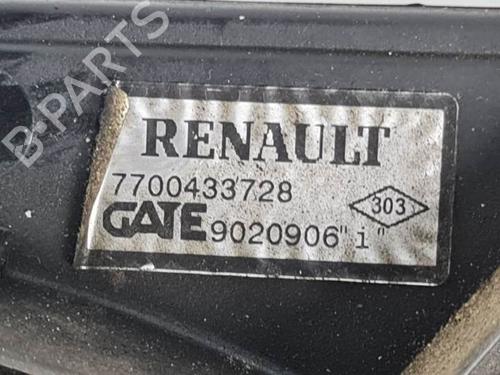 B-PARTS
RENAULT
7700433728
303
GATE 9020906"i"